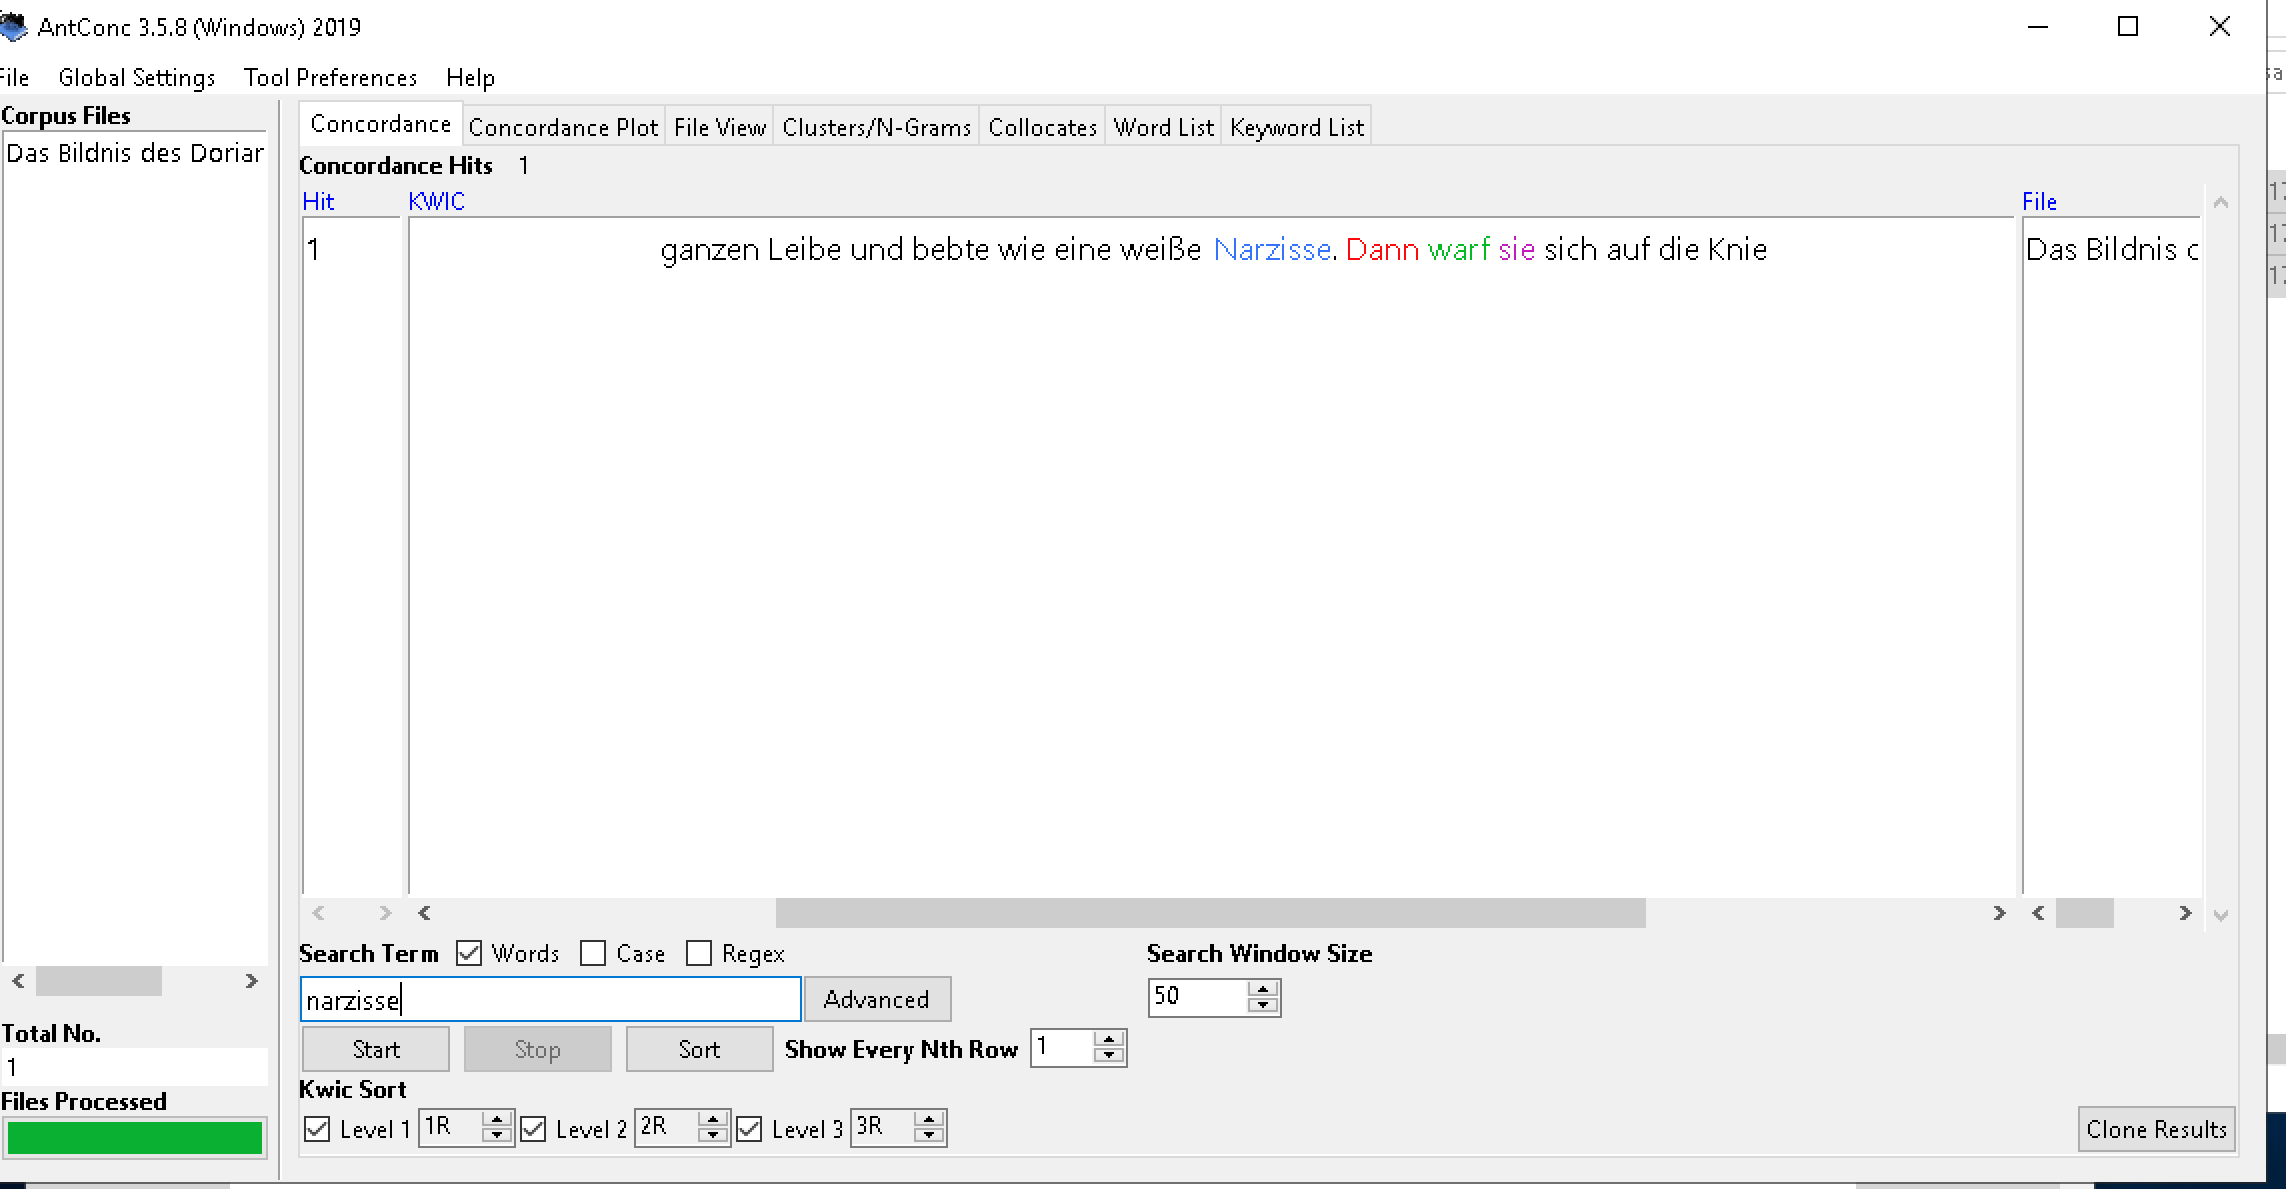 AntConc 3.5.8 (Windows) 2019
File Global Settings Tool Preferences Help
Corpus Files
Das Bildnis des Dorian
Total No.
1
Files Processed
Concordance Concordance Plot File View Clusters/N-Grams Collocates Word List Keyword List
Concordance Hits 1
Hit KWIC File
1 ganzen Leibe und bebte wie eine weiße Narzisse. Dann warf sie sich auf die Knie Das Bildnis
Search Term Words Case Regex Search Window Size
narzisse Advanced 50
Start Stop Sort Show Every Nth Row 1
Kwic Sort
Level 1 1R Level 2 2R Level 3 3R Clone Results